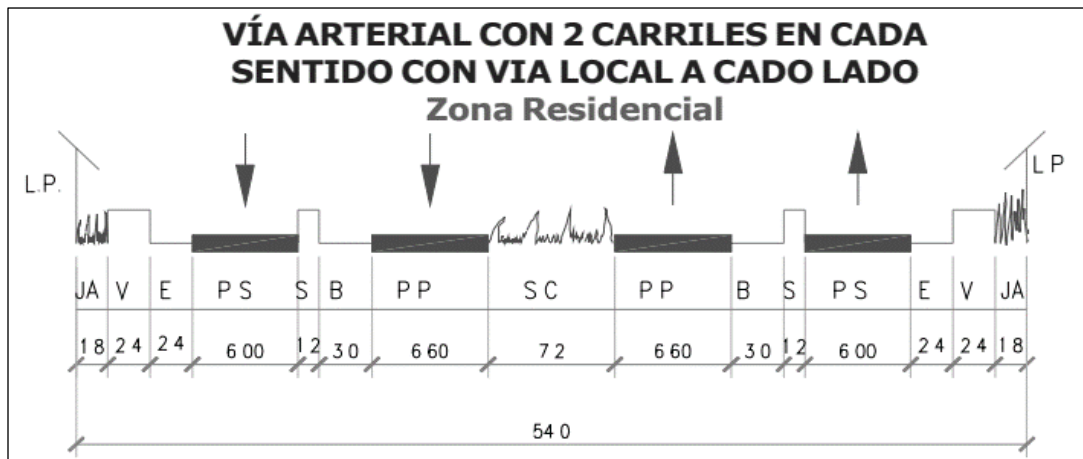 VÍA ARTERIAL CON 2 CARRILES EN CADA
SENTIDO CON VIA LOCAL A CADO LADO
Zona Residencial
L.P. L P
JA V E P S S B P P S C P P B S P S E V JA
1 8 2 4 2 4 6 00 1 2 3 0 6 60 7 2 6 60 3 0 1 2 6 00 2 4 2 4 1 8
54 0